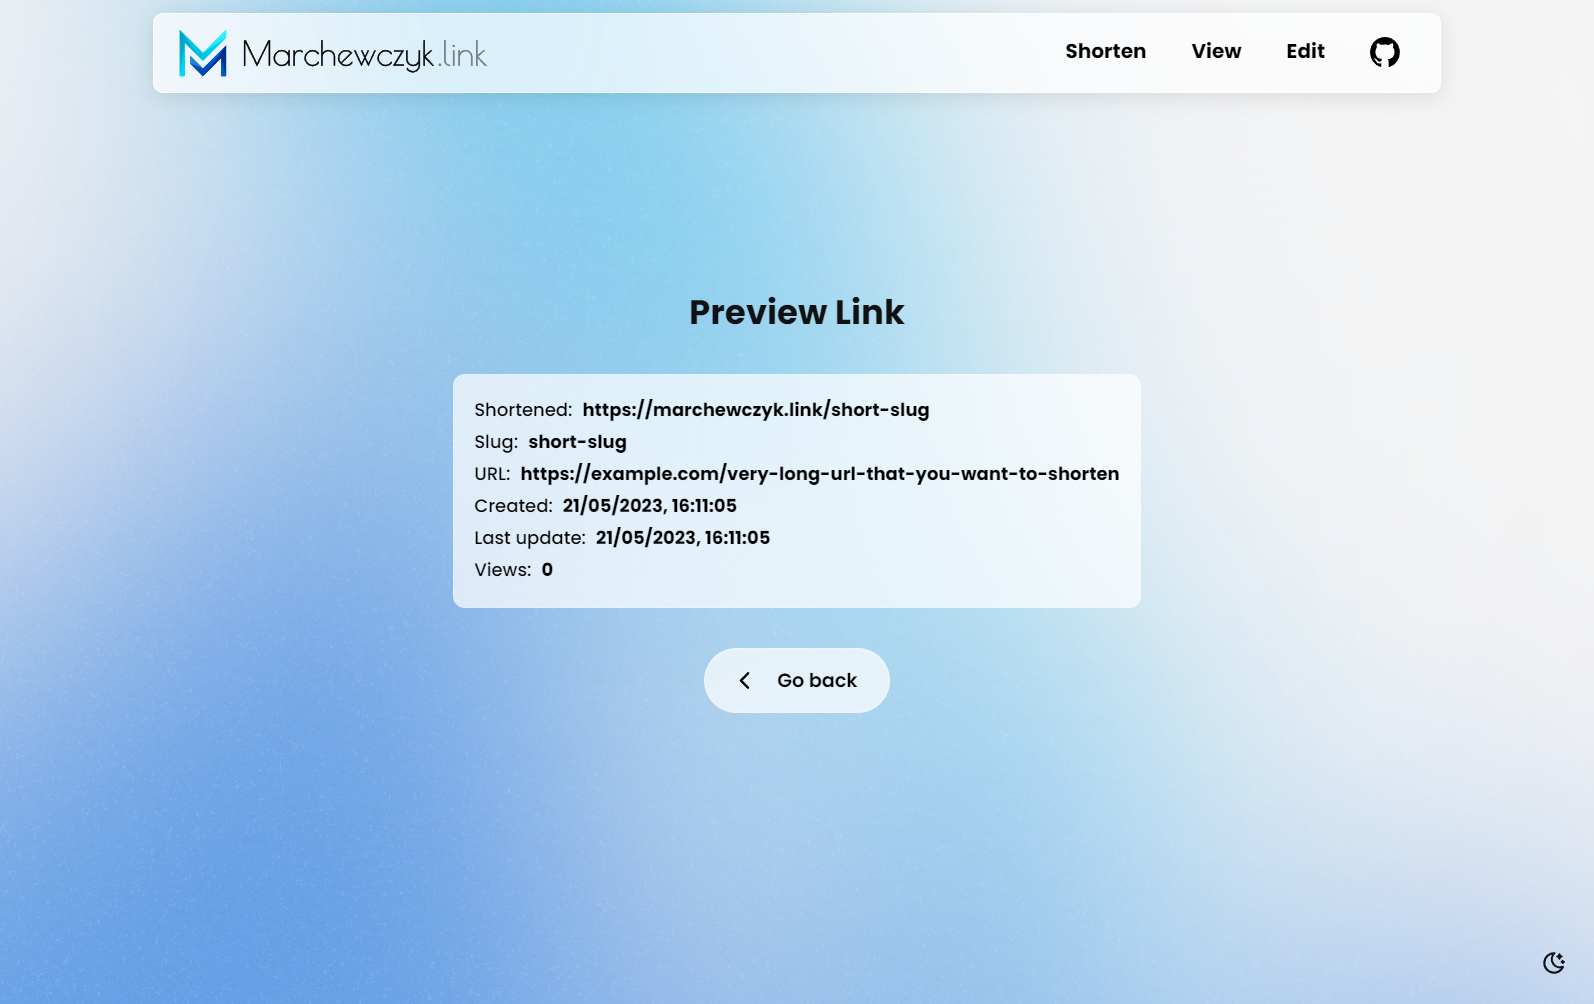 Marchewczyk.link
Shorten View Edit
Preview Link
Shortened: https://marchewczyk.link/short-slug
Slug: short-slug
URL: https://example.com/very-long-url-that-you-want-to-shorten
Created: 21/05/2023, 16:11:05
Last update: 21/05/2023, 16:11:05
Views: 0
Go back